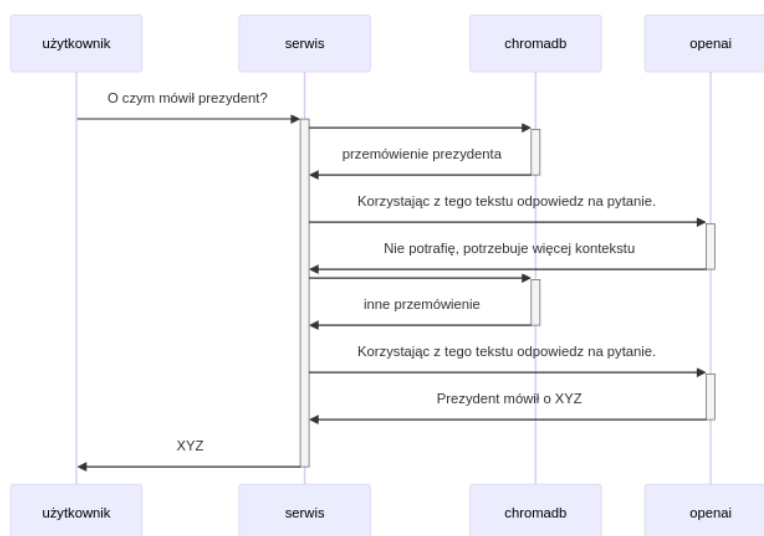 użytkownik serwis chromadb openai
O czym mówił prezydent?
przemówienie prezydenta
Korzystając z tego tekstu odpowiedz na pytanie.
Nie potrafię, potrzebuje więcej kontekstu
inne przemówienie
Korzystając z tego tekstu odpowiedz na pytanie.
Prezydent mówił o XYZ
XYZ
użytkownik serwis chromadb openai